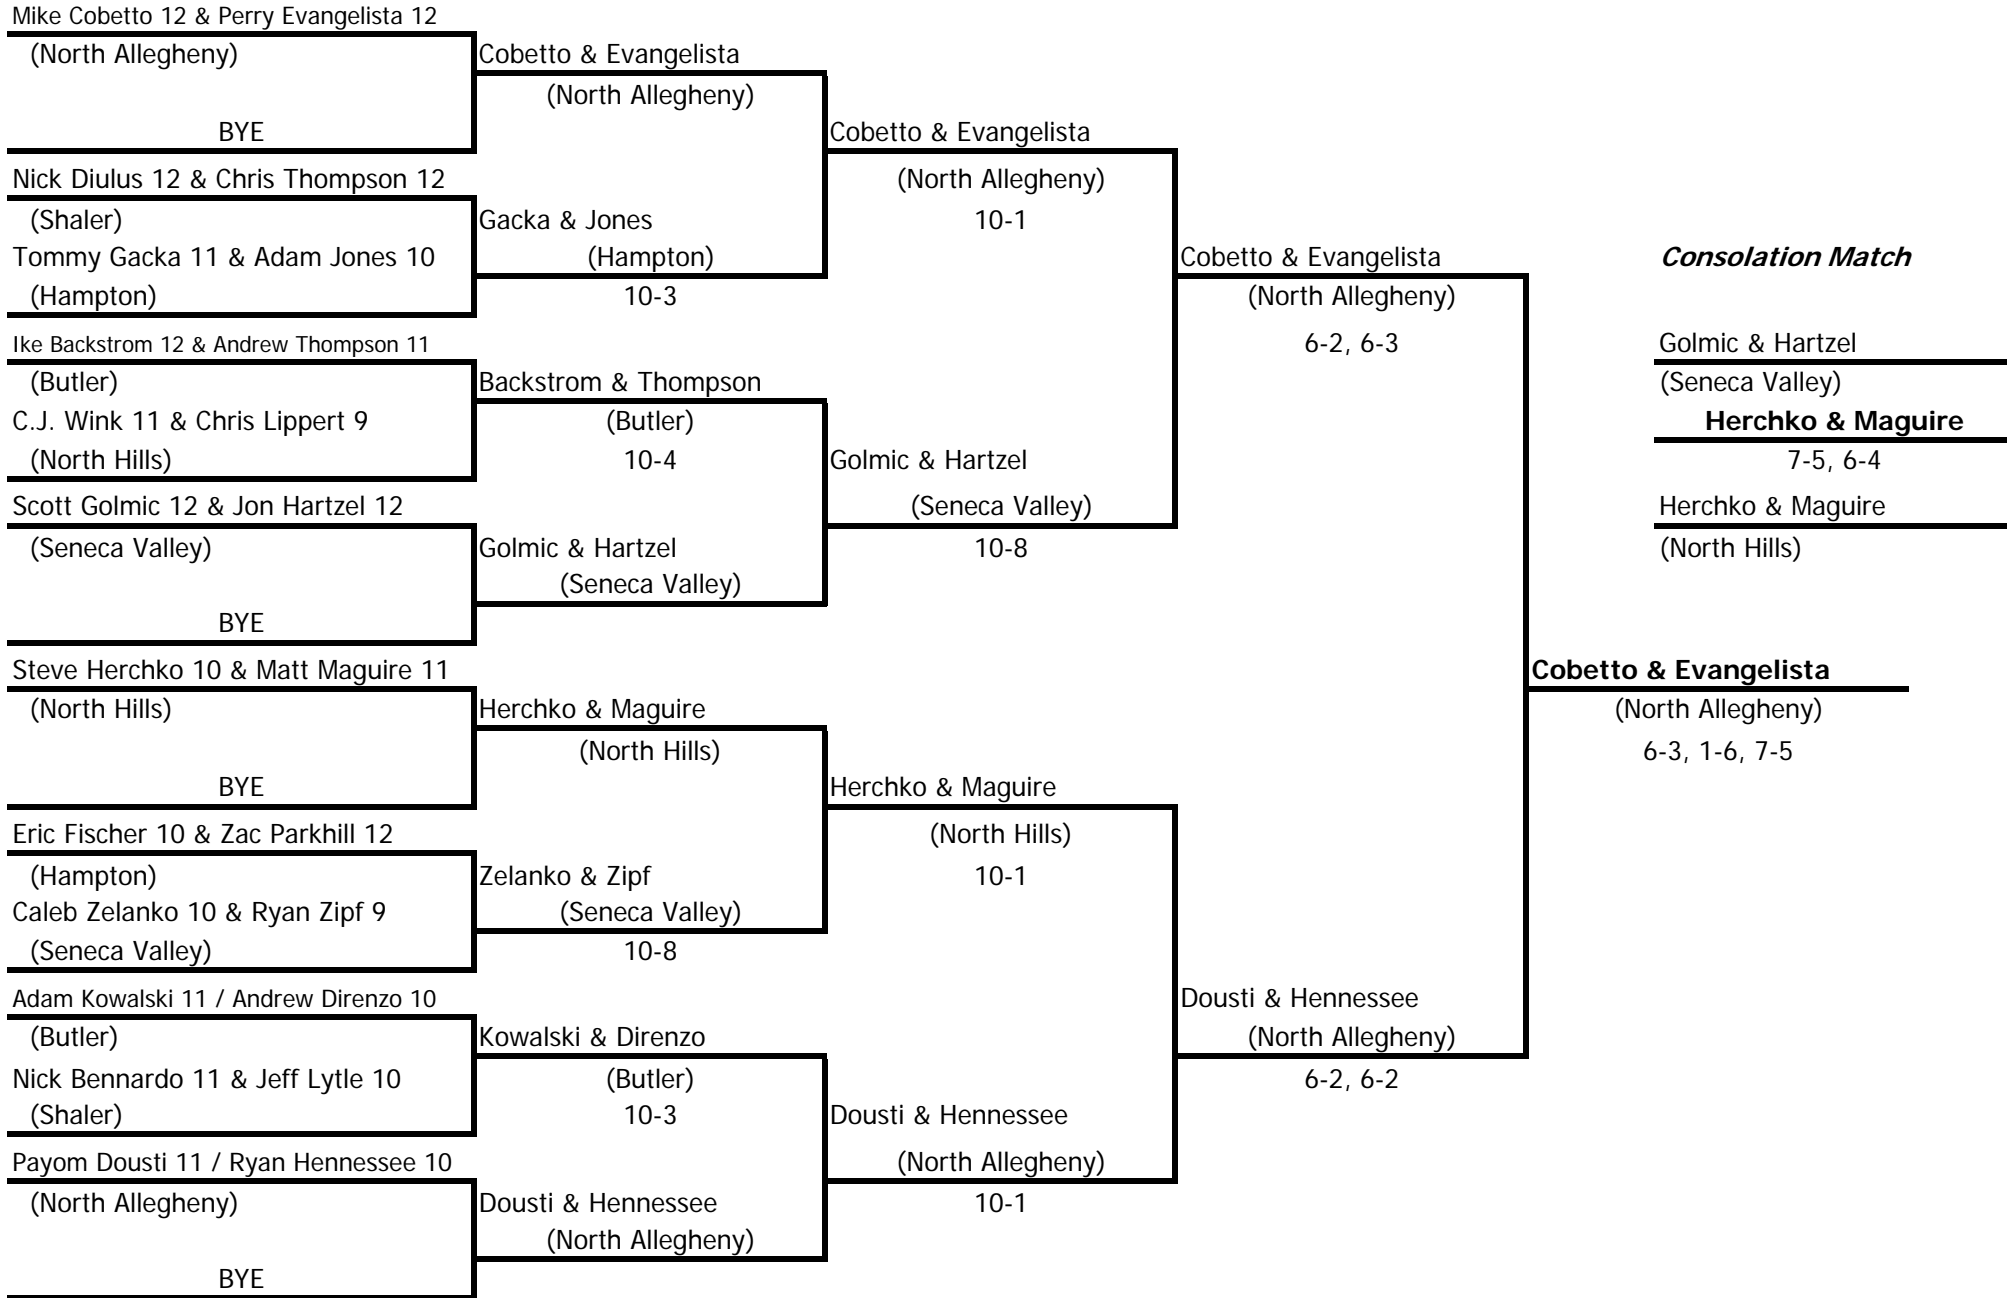 Mike Cobetto 12 & Perry Evangelista 12
(North Allegheny)
BYE
Nick Diulus 12 & Chris Thompson 12
(Shaler)
Tommy Gacka 11 & Adam Jones 10
(Hampton)
Ike Backstrom 12 & Andrew Thompson 11
(Butler)
C.J. Wink 11 & Chris Lippert 9
(North Hills)
Scott Golmic 12 & Jon Hartzel 12
(Seneca Valley)
BYE
Steve Herchko 10 & Matt Maguire 11
(North Hills)
BYE
Eric Fischer 10 & Zac Parkhill 12
(Hampton)
Caleb Zelanko 10 & Ryan Zipf 9
(Seneca Valley)
Adam Kowalski 11 / Andrew Direnzo 10
(Butler)
Nick Bennardo 11 & Jeff Lytle 10
(Shaler)
Payom Dousti 11 / Ryan Hennessee 10
(North Allegheny)
BYE
Cobetto & Evangelista
(North Allegheny)
Gacka & Jones
(Hampton)
10-3
Backstrom & Thompson
(Butler)
10-4
Golmic & Hartzel
(Seneca Valley)
Herchko & Maguire
(North Hills)
Zelanko & Zipf
(Seneca Valley)
10-8
Kowalski & Direnzo
(Butler)
10-3
Dousti & Hennessee
(North Allegheny)
Cobetto & Evangelista
(North Allegheny)
10-1
Golmic & Hartzel
(Seneca Valley)
10-8
Herchko & Maguire
(North Hills)
10-1
Dousti & Hennessee
(North Allegheny)
10-1
Cobetto & Evangelista
(North Allegheny)
6-2, 6-3
Dousti & Hennessee
(North Allegheny)
6-2, 6-2
Cobetto & Evangelista
(North Allegheny)
6-3, 1-6, 7-5
Consolation Match
Golmic & Hartzel
(Seneca Valley)
Herchko & Maguire
7-5, 6-4
Herchko & Maguire
(North Hills)